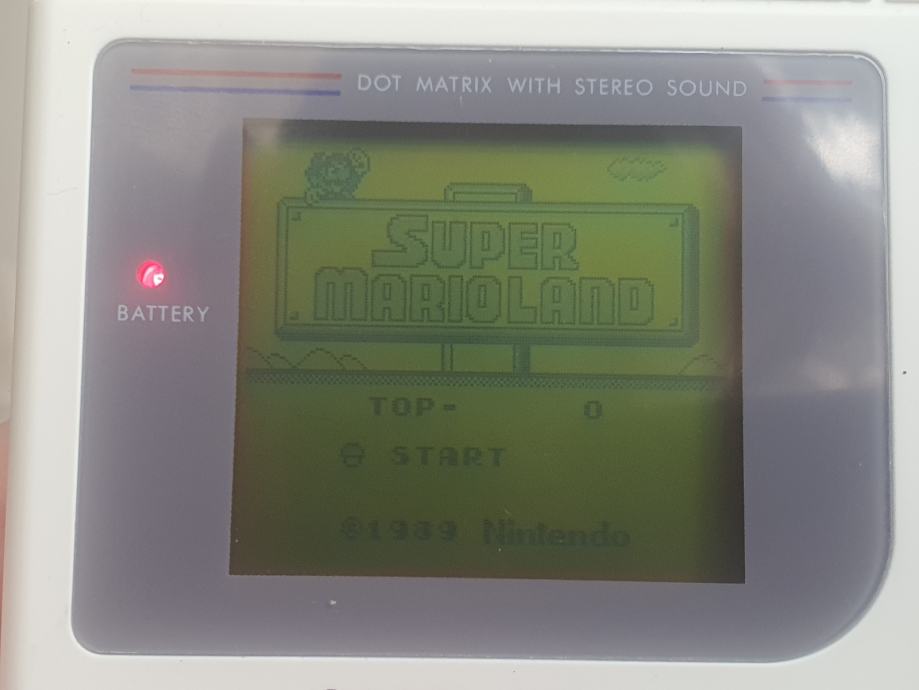 DOT MATRIX WITH STEREO SOUND
SUPER
MARIOLAND
BATTERY
TOP- 0
START
©1989 Nintendo